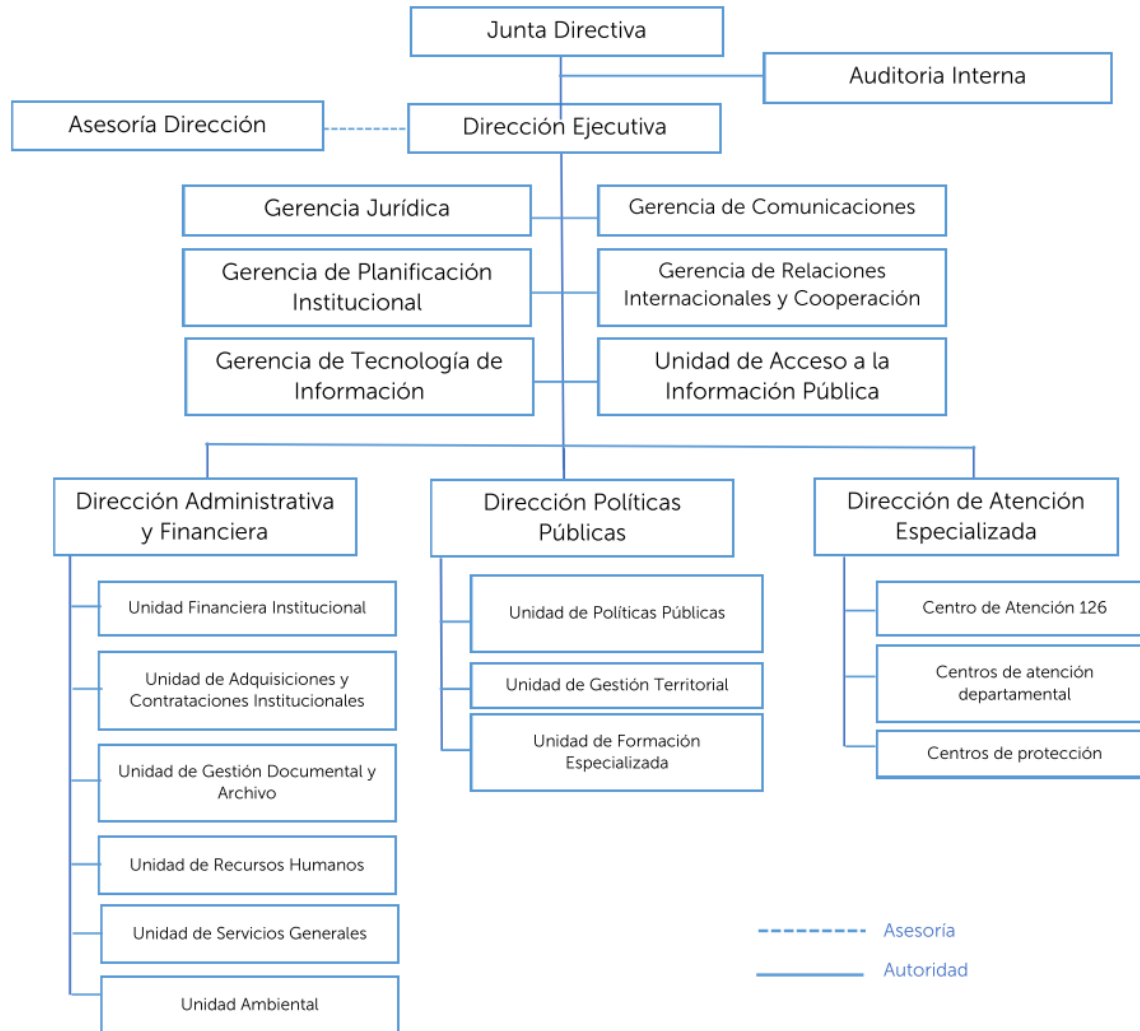 Junta Directiva
Auditoria Interna
Asesoría Dirección
Dirección Ejecutiva
Gerencia Jurídica
Gerencia de Comunicaciones
Gerencia de Planificación
Institucional
Gerencia de Relaciones
Internacionales y Cooperación
Gerencia de Tecnología de
Información
Unidad de Acceso a la
Información Pública
Dirección Administrativa
y Financiera
Dirección Políticas
Públicas
Dirección de Atención
Especializada
Unidad Financiera Institucional
Unidad de Adquisiciones y
Contrataciones Institucionales
Unidad de Gestión Documental y
Archivo
Unidad de Recursos Humanos
Unidad de Servicios Generales
Unidad Ambiental
Unidad de Políticas Públicas
Unidad de Gestión Territorial
Unidad de Formación
Especializada
Centro de Atención 126
Centros de atención
departamental
Centros de protección
Asesoría
Autoridad